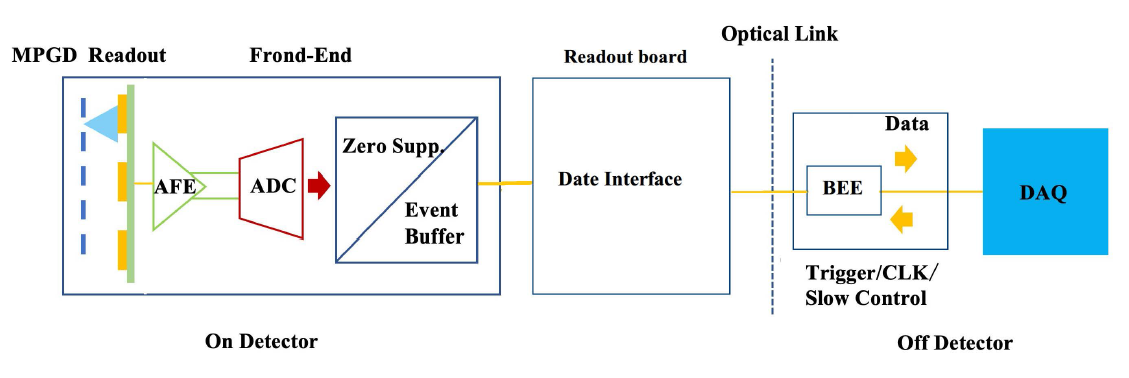 Optical Link
MPGD Readout
Frond-End
Readout board
Data
Zero Supp.
AFE
ADC
Date Interface
BEE
DAQ
Event
Buffer
Trigger/CLK/
Slow Control
On Detector
Off Detector